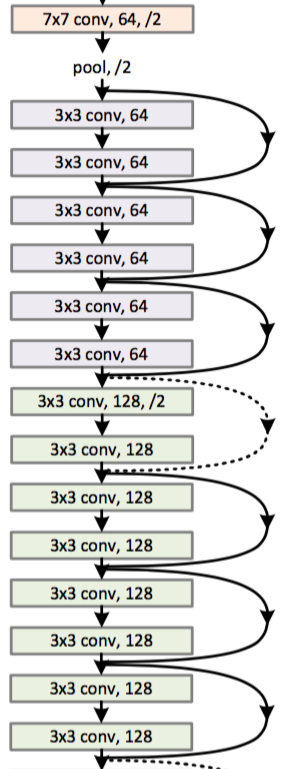 7x7 conv, 64, /2
pool, /2
3x3 conv, 64
3x3 conv, 64
3x3 conv, 64
3x3 conv, 64
3x3 conv, 64
3x3 conv, 64
3x3 conv, 128, /2
3x3 conv, 128
3x3 conv, 128
3x3 conv, 128
3x3 conv, 128
3x3 conv, 128
3x3 conv, 128
3x3 conv, 128